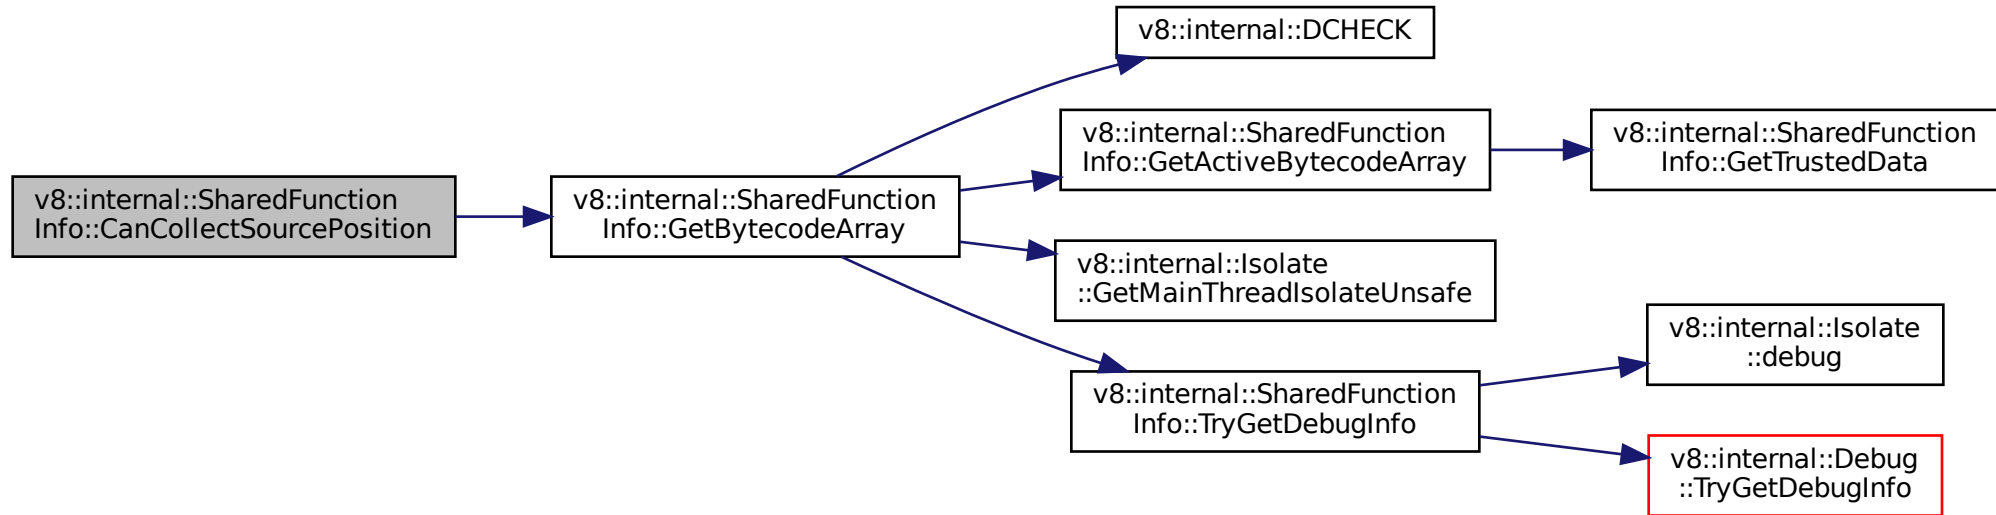 v8::internal::SharedFunction
Info::CanCollectSourcePosition
v8::internal::SharedFunction
Info::GetBytecodeArray
v8::internal::DCHECK
v8::internal::SharedFunction
Info::GetActiveBytecodeArray
v8::internal::SharedFunction
Info::GetTrustedData
v8::internal::Isolate
::GetMainThreadIsolateUnsafe
v8::internal::SharedFunction
Info::TryGetDebugInfo
v8::internal::Isolate
::debug
v8::internal::Debug
::TryGetDebugInfo